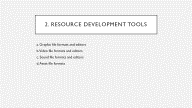 2. RESOURCE DEVELOPMENT TOOLS
a. Graphic file formats and editors
b. Video file formats and editors
c. Sound file formats and editors
d. Asset file formats